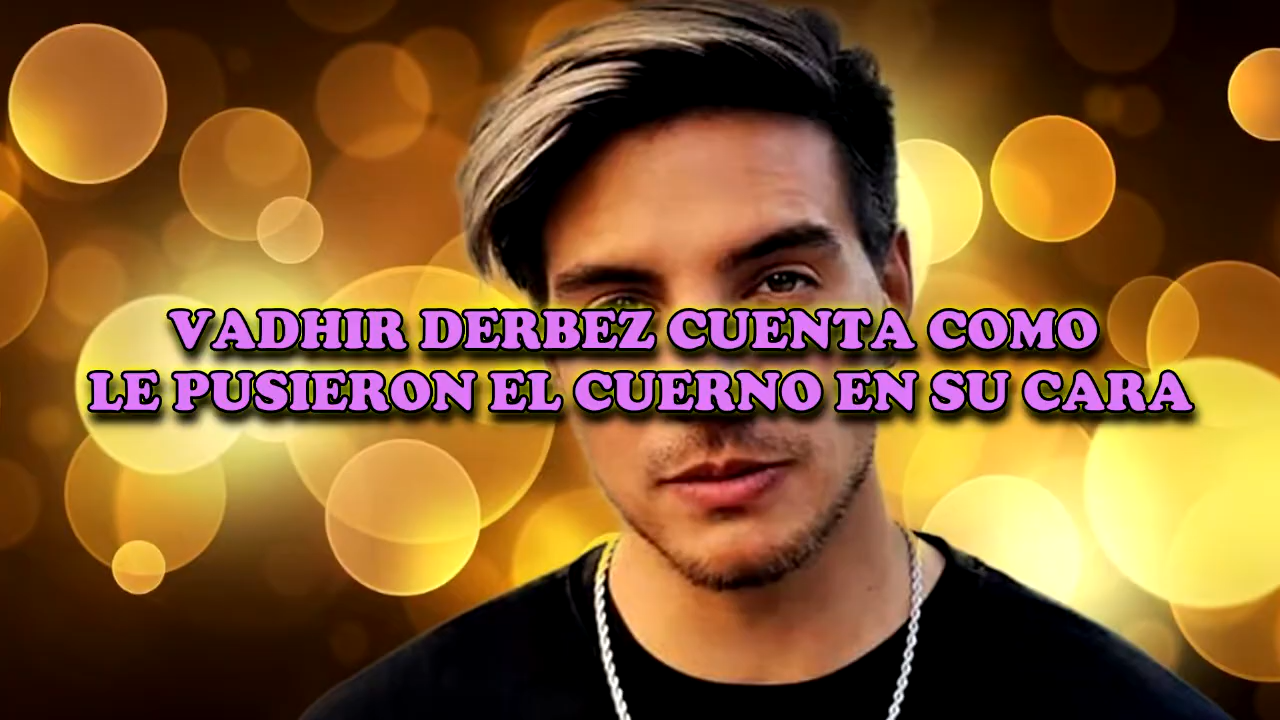 VADHIR DERBEZ CUENTA COMO
LE PUSIERON EL CUERNO EN SU CARA